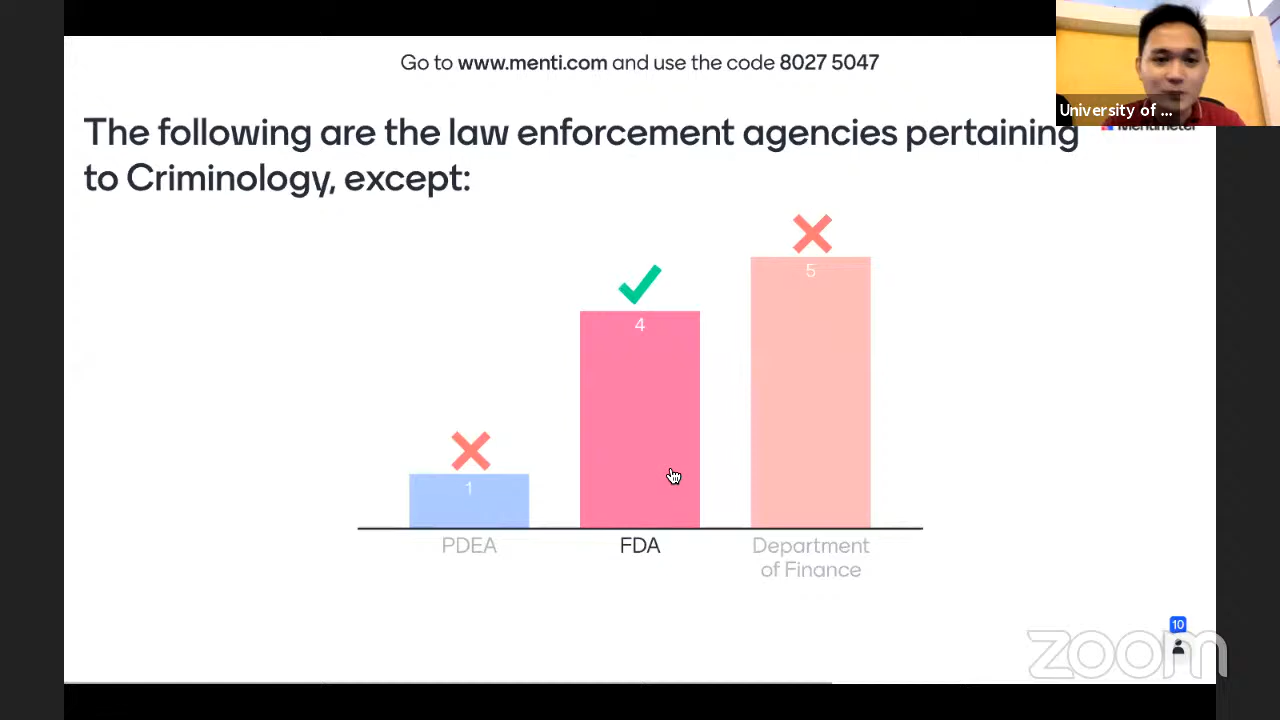 Go to www.menti.com and use the code 8027 5047
University of ...
Mentimeter
The following are the law enforcement agencies pertaining
to Criminology, except:
5
4
1
PDEA
FDA
Department
of Finance
10
zoom